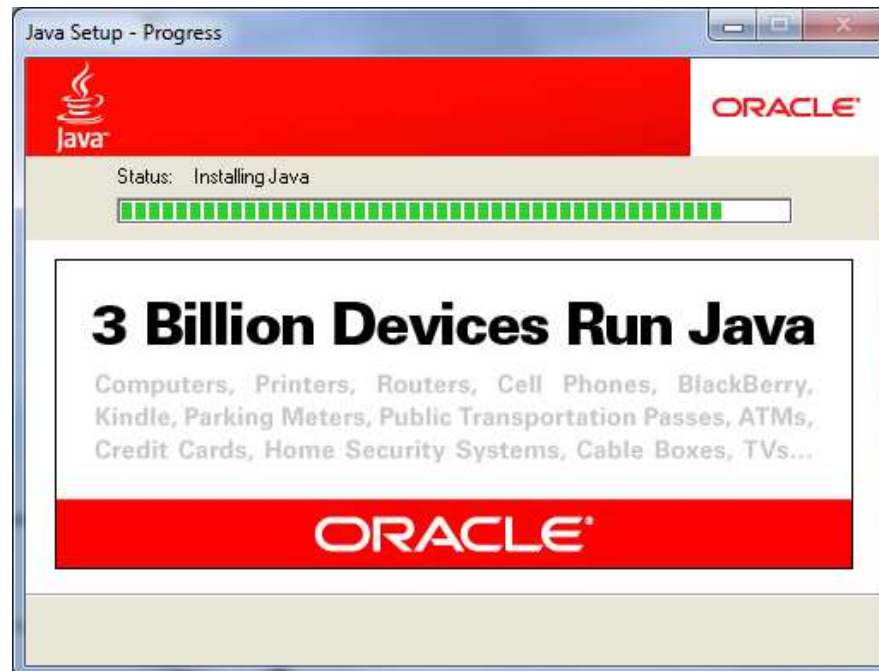 Java Setup - Progress
Java™
ORACLE®
Status: Installing Java
3 Billion Devices Run Java
Computers, Printers, Routers, Cell Phones, BlackBerry,
Kindle, Parking Meters, Public Transportation Passes, ATMs,
Credit Cards, Home Security Systems, Cable Boxes, TVs...
ORACLE®